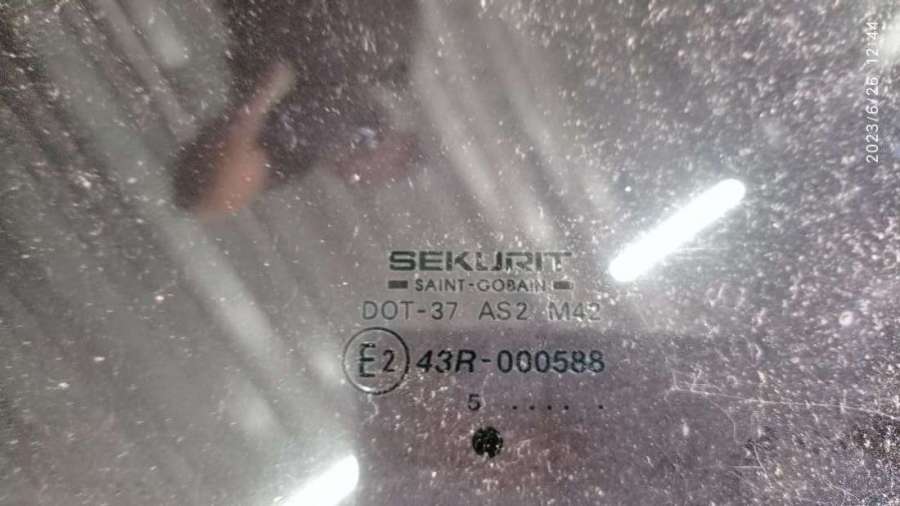 SEKURIT
SAINT-GOBAIN
DOT-37 AS2 M42
E2 43R-000588
5 .....
2023/6/25 12:44